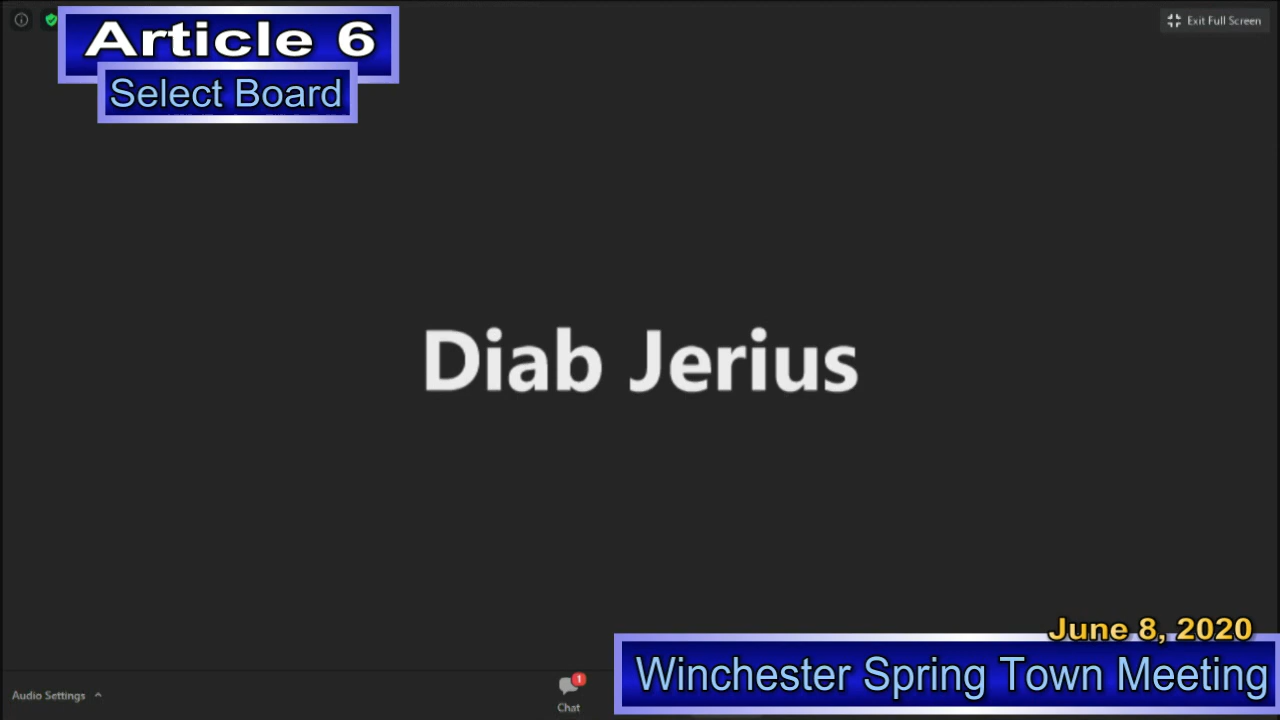 Article 6
Exit Full Screen
Select Board
Diab Jerius
June 8, 2020
Winchester Spring Town Meeting
Audio Settings
1
Chat